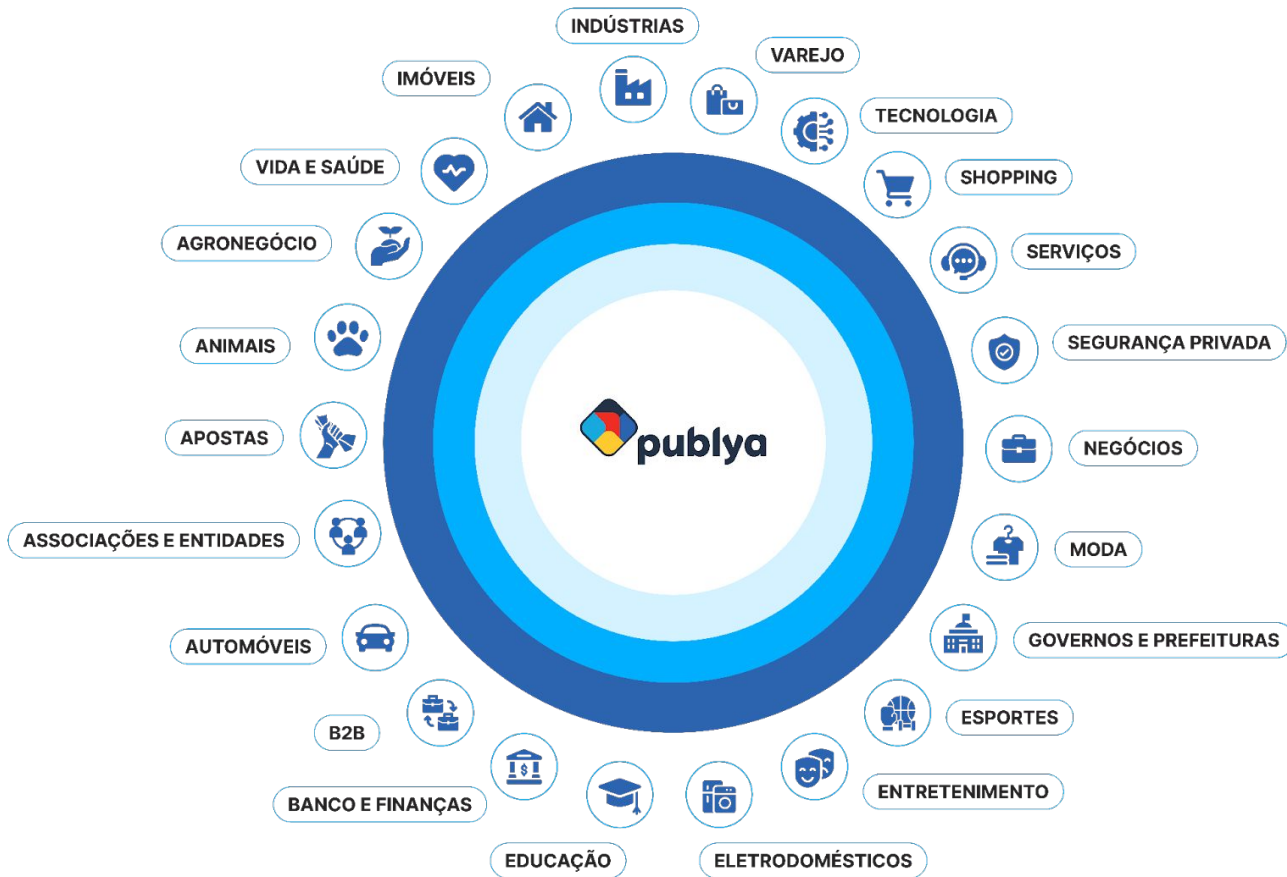 INDÚSTRIAS
VAREJO
IMÓVEIS
TECNOLOGIA
VIDA E SAÚDE
SHOPPING
AGRONEGÓCIO
SERVIÇOS
ANIMAIS
SEGURANÇA PRIVADA
publya
APOSTAS
NEGÓCIOS
ASSOCIAÇÕES E ENTIDADES
MODA
AUTOMÓVEIS
GOVERNOS E PREFEITURAS
B2B
ESPORTES
BANCO E FINANÇAS
ENTRETENIMENTO
EDUCAÇÃO
ELETRODOMÉSTICOS